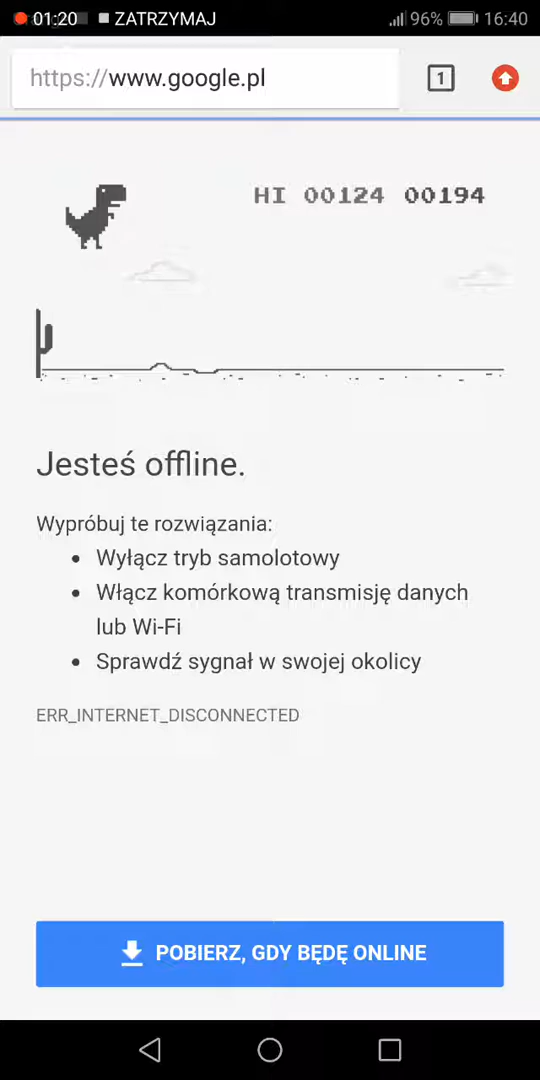 01:20 ZATRZYMAJ 96% 16:40
https://www.google.pl 1
HI 00124 00194
Jesteś offline.
Wypróbuj te rozwiązania:
• Wyłącz tryb samolotowy
• Włącz komórkową transmisję danych
lub Wi-Fi
• Sprawdź sygnał w swojej okolicy
ERR_INTERNET_DISCONNECTED
POBIERZ, GDY BĘDĘ ONLINE